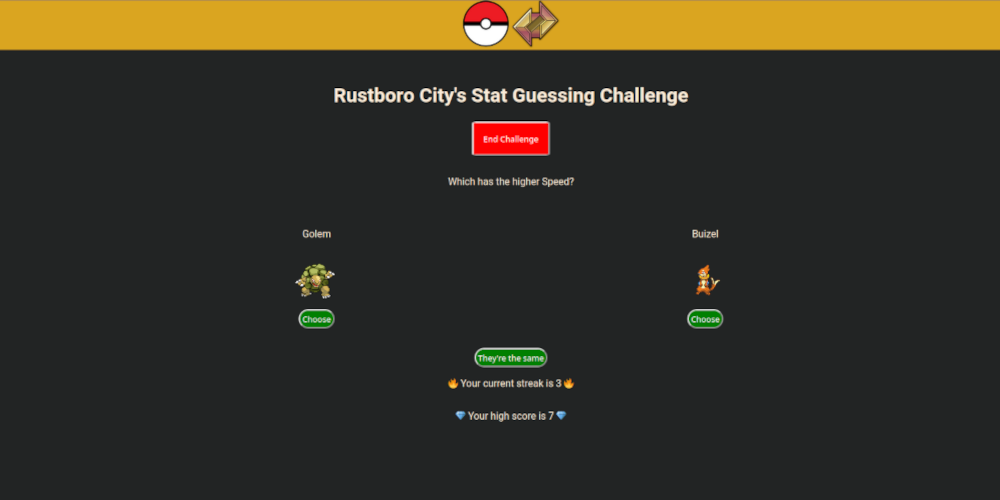 Rustboro City's Stat Guessing Challenge
End Challenge
Which has the higher Speed?
Golem
Buizel
Choose
Choose
They're the same
🔥 Your current streak is 3 🔥
💎 Your high score is 7 💎